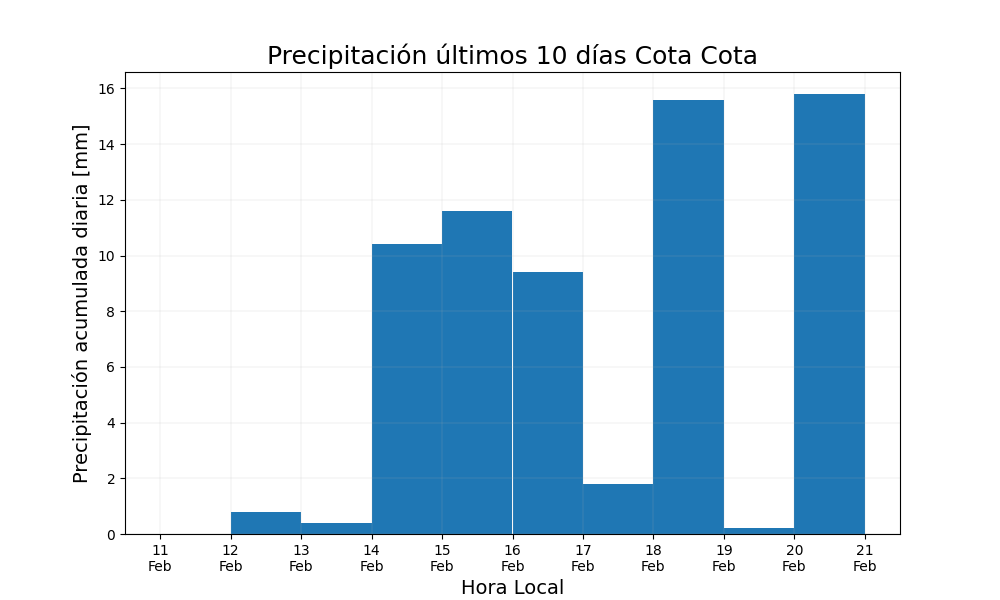 Precipitación últimos 10 días Cota Cota
Precipitación acumulada diaria [mm]
16
14
12
10
8
6
4
2
0
11 12 13 14 15 16 17 18 19 20 21
Feb Feb Feb Feb Feb Feb Feb Feb Feb Feb Feb
Hora Local